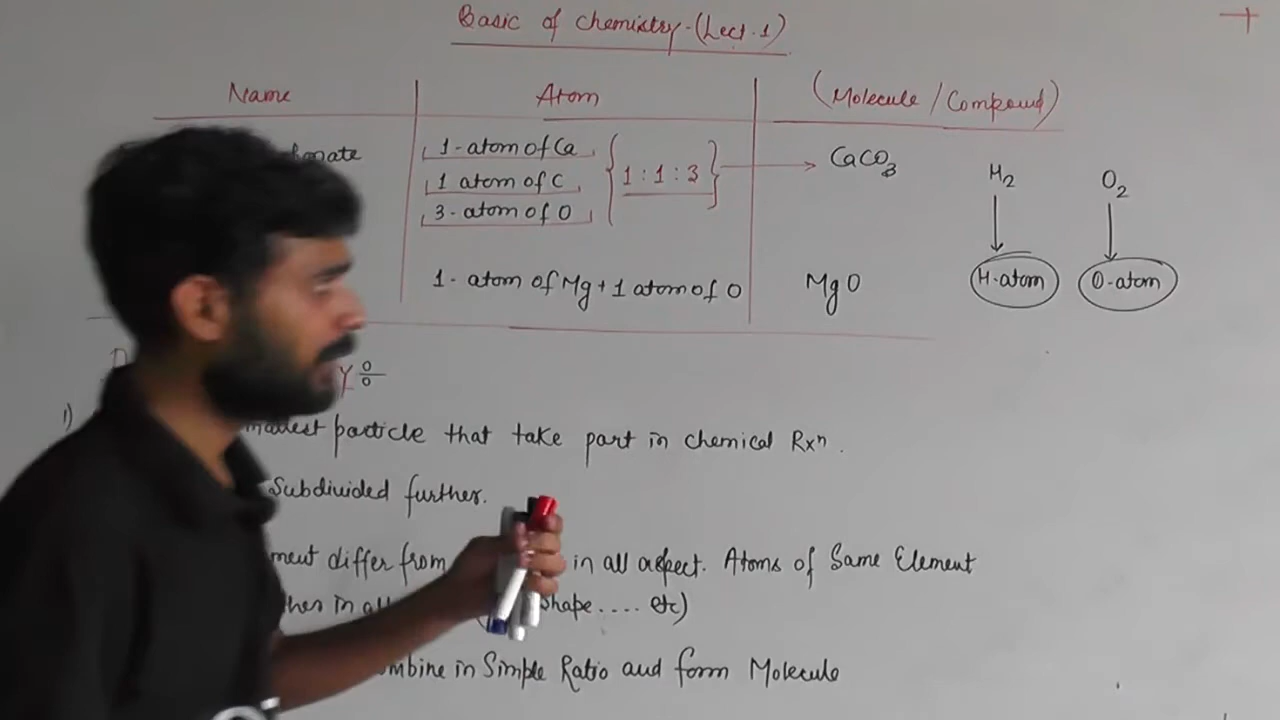 Basic of Chemistry-(Lect.1)
Name Atom (Molecule/Compound)
1-atom of Ca
1 atom of C {1:1:3} CaCO3 H2 O2
3-atom of O
1-atom of Mg+1 atom of O MgO H-atom O-atom
1) particle that take part in chemical Rxn.
Subdivided further.
differ from in all aspect. Atoms of Same Element
in shape.... etc)
in Simple Ratio and form Molecule